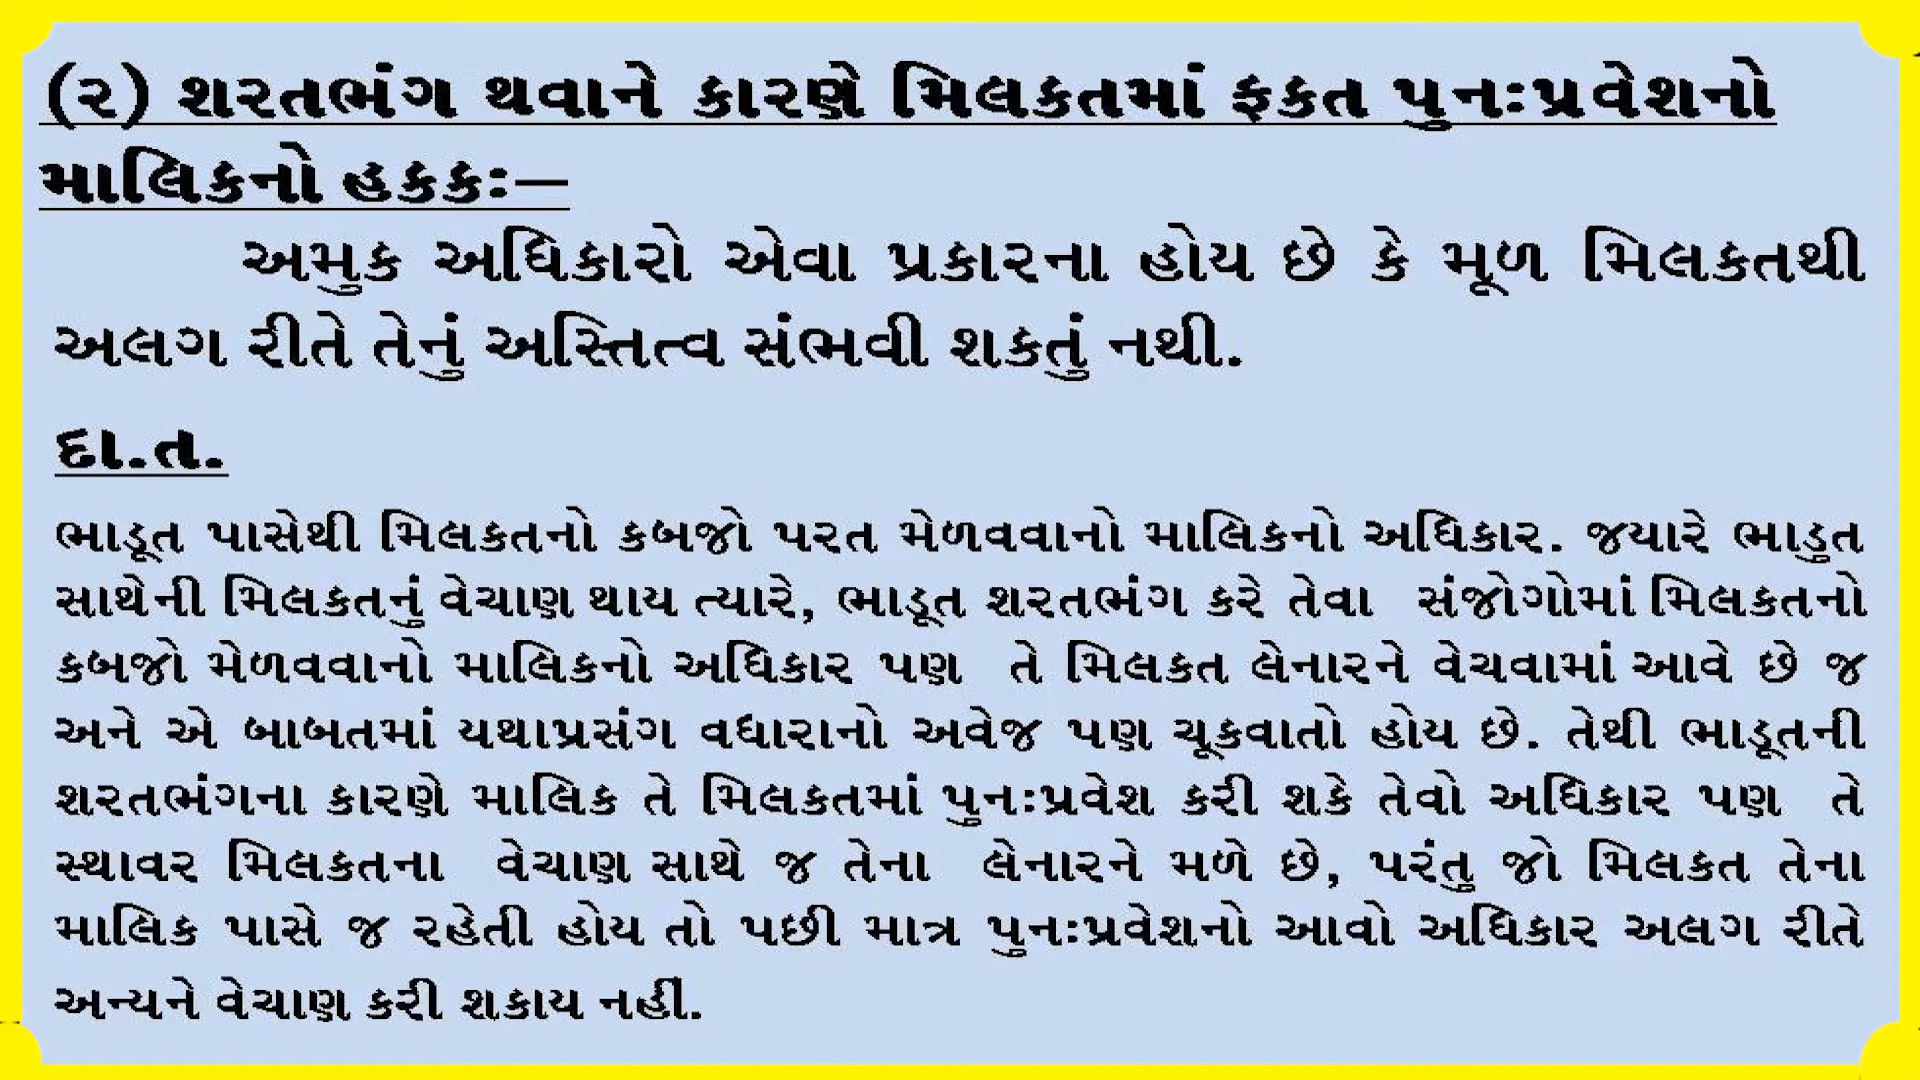 (૨) શરતભંગ થવાને કારણે મિલકતમાં ફકત પુનઃપ્રવેશનો
માલિકનો હકકઃ—
અમુક અધિકારો એવા પ્રકારના હોય છે કે મૂળ મિલકતથી
અલગ રીતે તેનું અસ્તિત્વ સંભવી શકતું નથી.
દા.ત.
ભાડૂત પાસેથી મિલકતનો કબજો પરત મેળવવાનો માલિકનો અધિકાર. જયારે ભાડુત
સાથેની મિલકતનું વેચાણ થાય ત્યારે, ભાડૂત શરતભંગ કરે તેવા સંજોગોમાં મિલકતનો
કબજો મેળવવાનો માલિકનો અધિકાર પણ તે મિલકત લેનારને વેચવામાં આવે છે જ
અને એ બાબતમાં યથાપ્રસંગ વધારાનો અવેજ પણ ચૂકવાતો હોય છે. તેથી ભાડૂતની
શરતભંગના કારણે માલિક તે મિલકતમાં પુનઃપ્રવેશ કરી શકે તેવો અધિકાર પણ તે
સ્થાવર મિલકતના વેચાણ સાથે જ તેના લેનારને મળે છે, પરંતુ જો મિલકત તેના
માલિક પાસે જ રહેતી હોય તો પછી માત્ર પુનઃપ્રવેશનો આવો અધિકાર અલગ રીતે
અન્યને વેચાણ કરી શકાય નહીં.